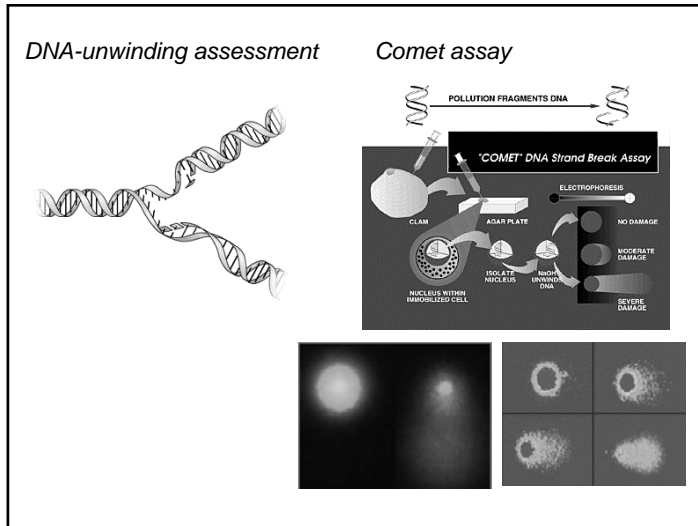 DNA-unwinding assessment
Comet assay
POLLUTION FRAGMENTS DNA
"COMET" DNA Strand Break Assay
ELECTROPHORESIS
CLAM
AGAR PLATE
NO DAMAGE
MODERATE
DAMAGE
ISOLATE
NUCLEUS
NaOH
UNWINDS
DNA
NUCLEUS WITHIN
IMMOBILIZED CELL
SEVERE
DAMAGE